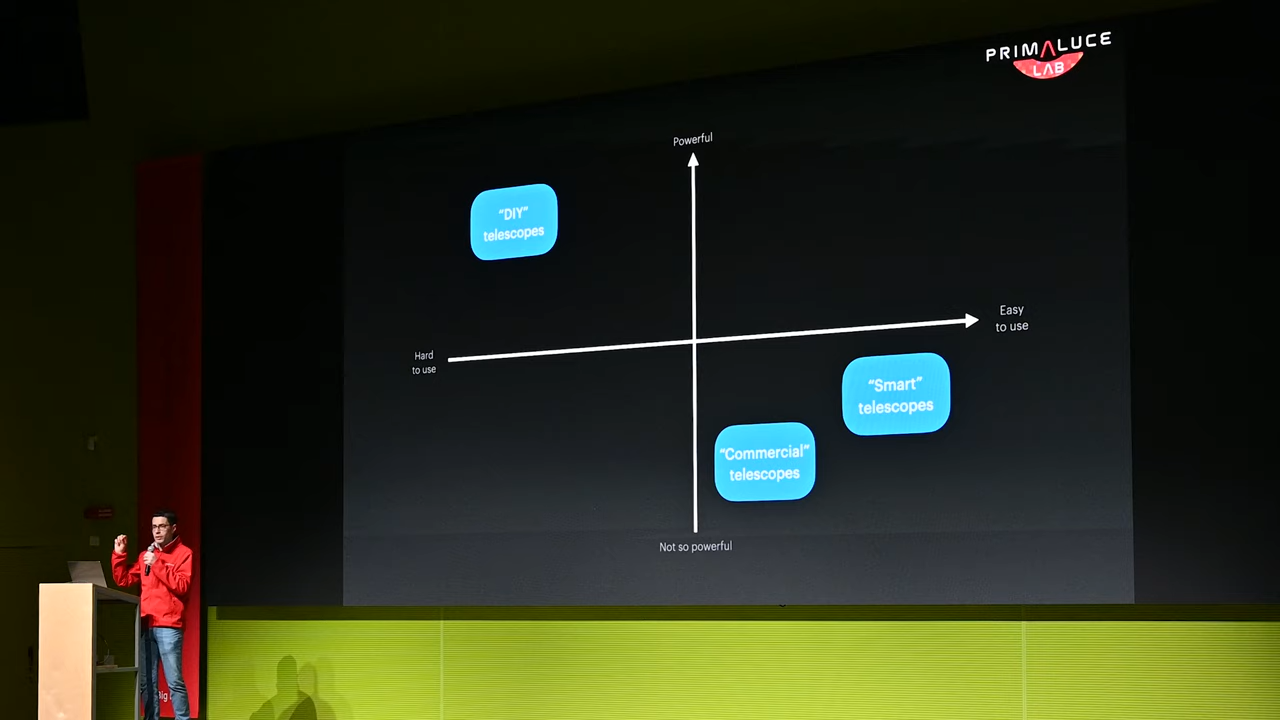 PRIMALUCE
LAB
Powerful
“DIY”
telescopes
Easy
to use
Hard
to use
“Smart”
telescopes
“Commercial”
telescopes
Not so powerful